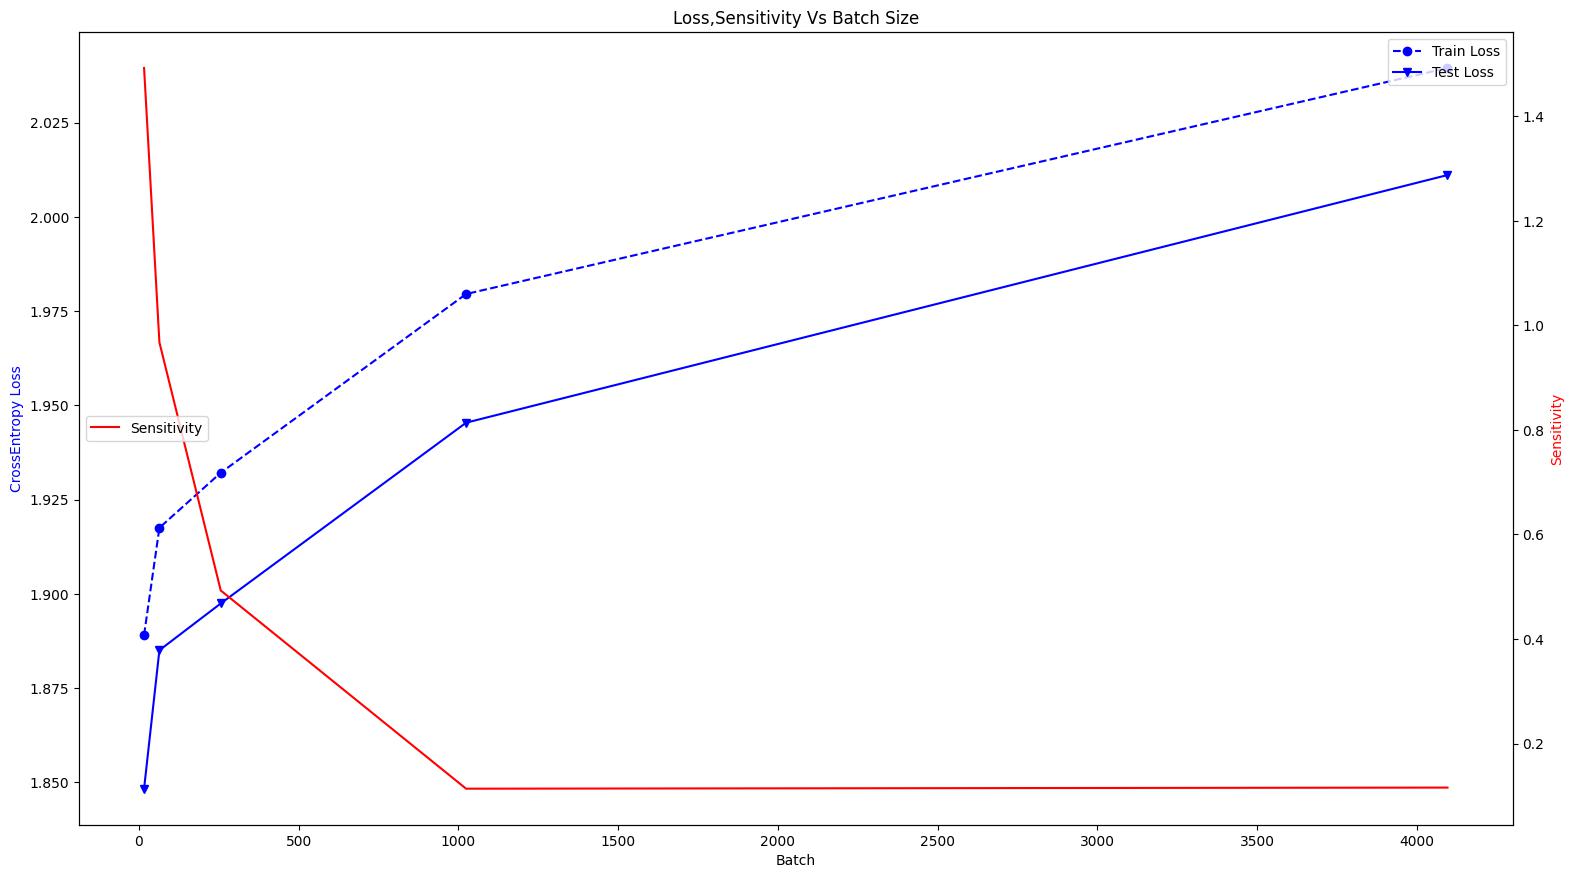 Loss,Sensitivity Vs Batch Size
Train Loss
Test Loss
2.025
2.000
1.975
1.950
1.925
1.900
1.875
1.850
CrossEntropy Loss
Sensitivity
1.4
1.2
1.0
0.8
0.6
0.4
0.2
Sensitivity
0 500 1000 1500 2000 2500 3000 3500 4000
Batch